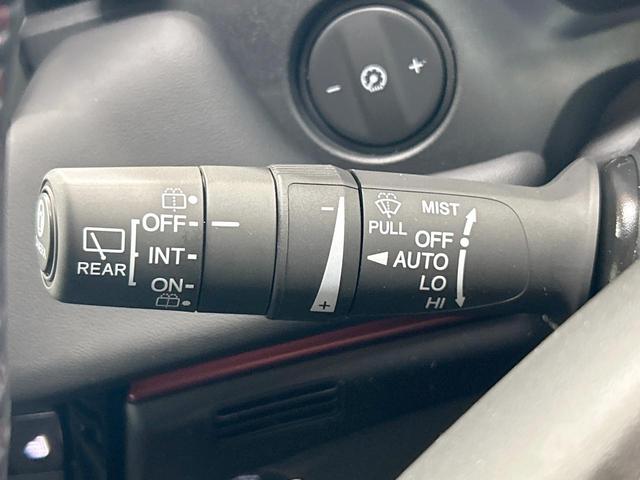 OFF
REAR
INT
ON
−
+
PULL
MIST
OFF
AUTO
LO
HI
−
+